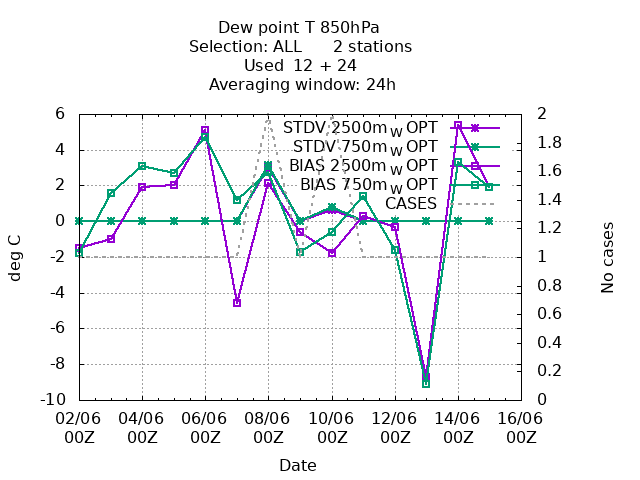 Dew point T 850hPa
Selection: ALL 2 stations
Used 12 + 24
Averaging window: 24h
6
4
2
0
-2
-4
-6
-8
-10
deg C
STDV 2500m_W OPT
STDV 750m_W OPT
BIAS 2500m_W OPT
BIAS 750m_W OPT
CASES
2
1.8
1.6
1.4
1.2
1
0.8
0.6
0.4
0.2
0
No cases
02/06 04/06 06/06 08/06 10/06 12/06 14/06 16/06
00Z 00Z 00Z 00Z 00Z 00Z 00Z 00Z
Date